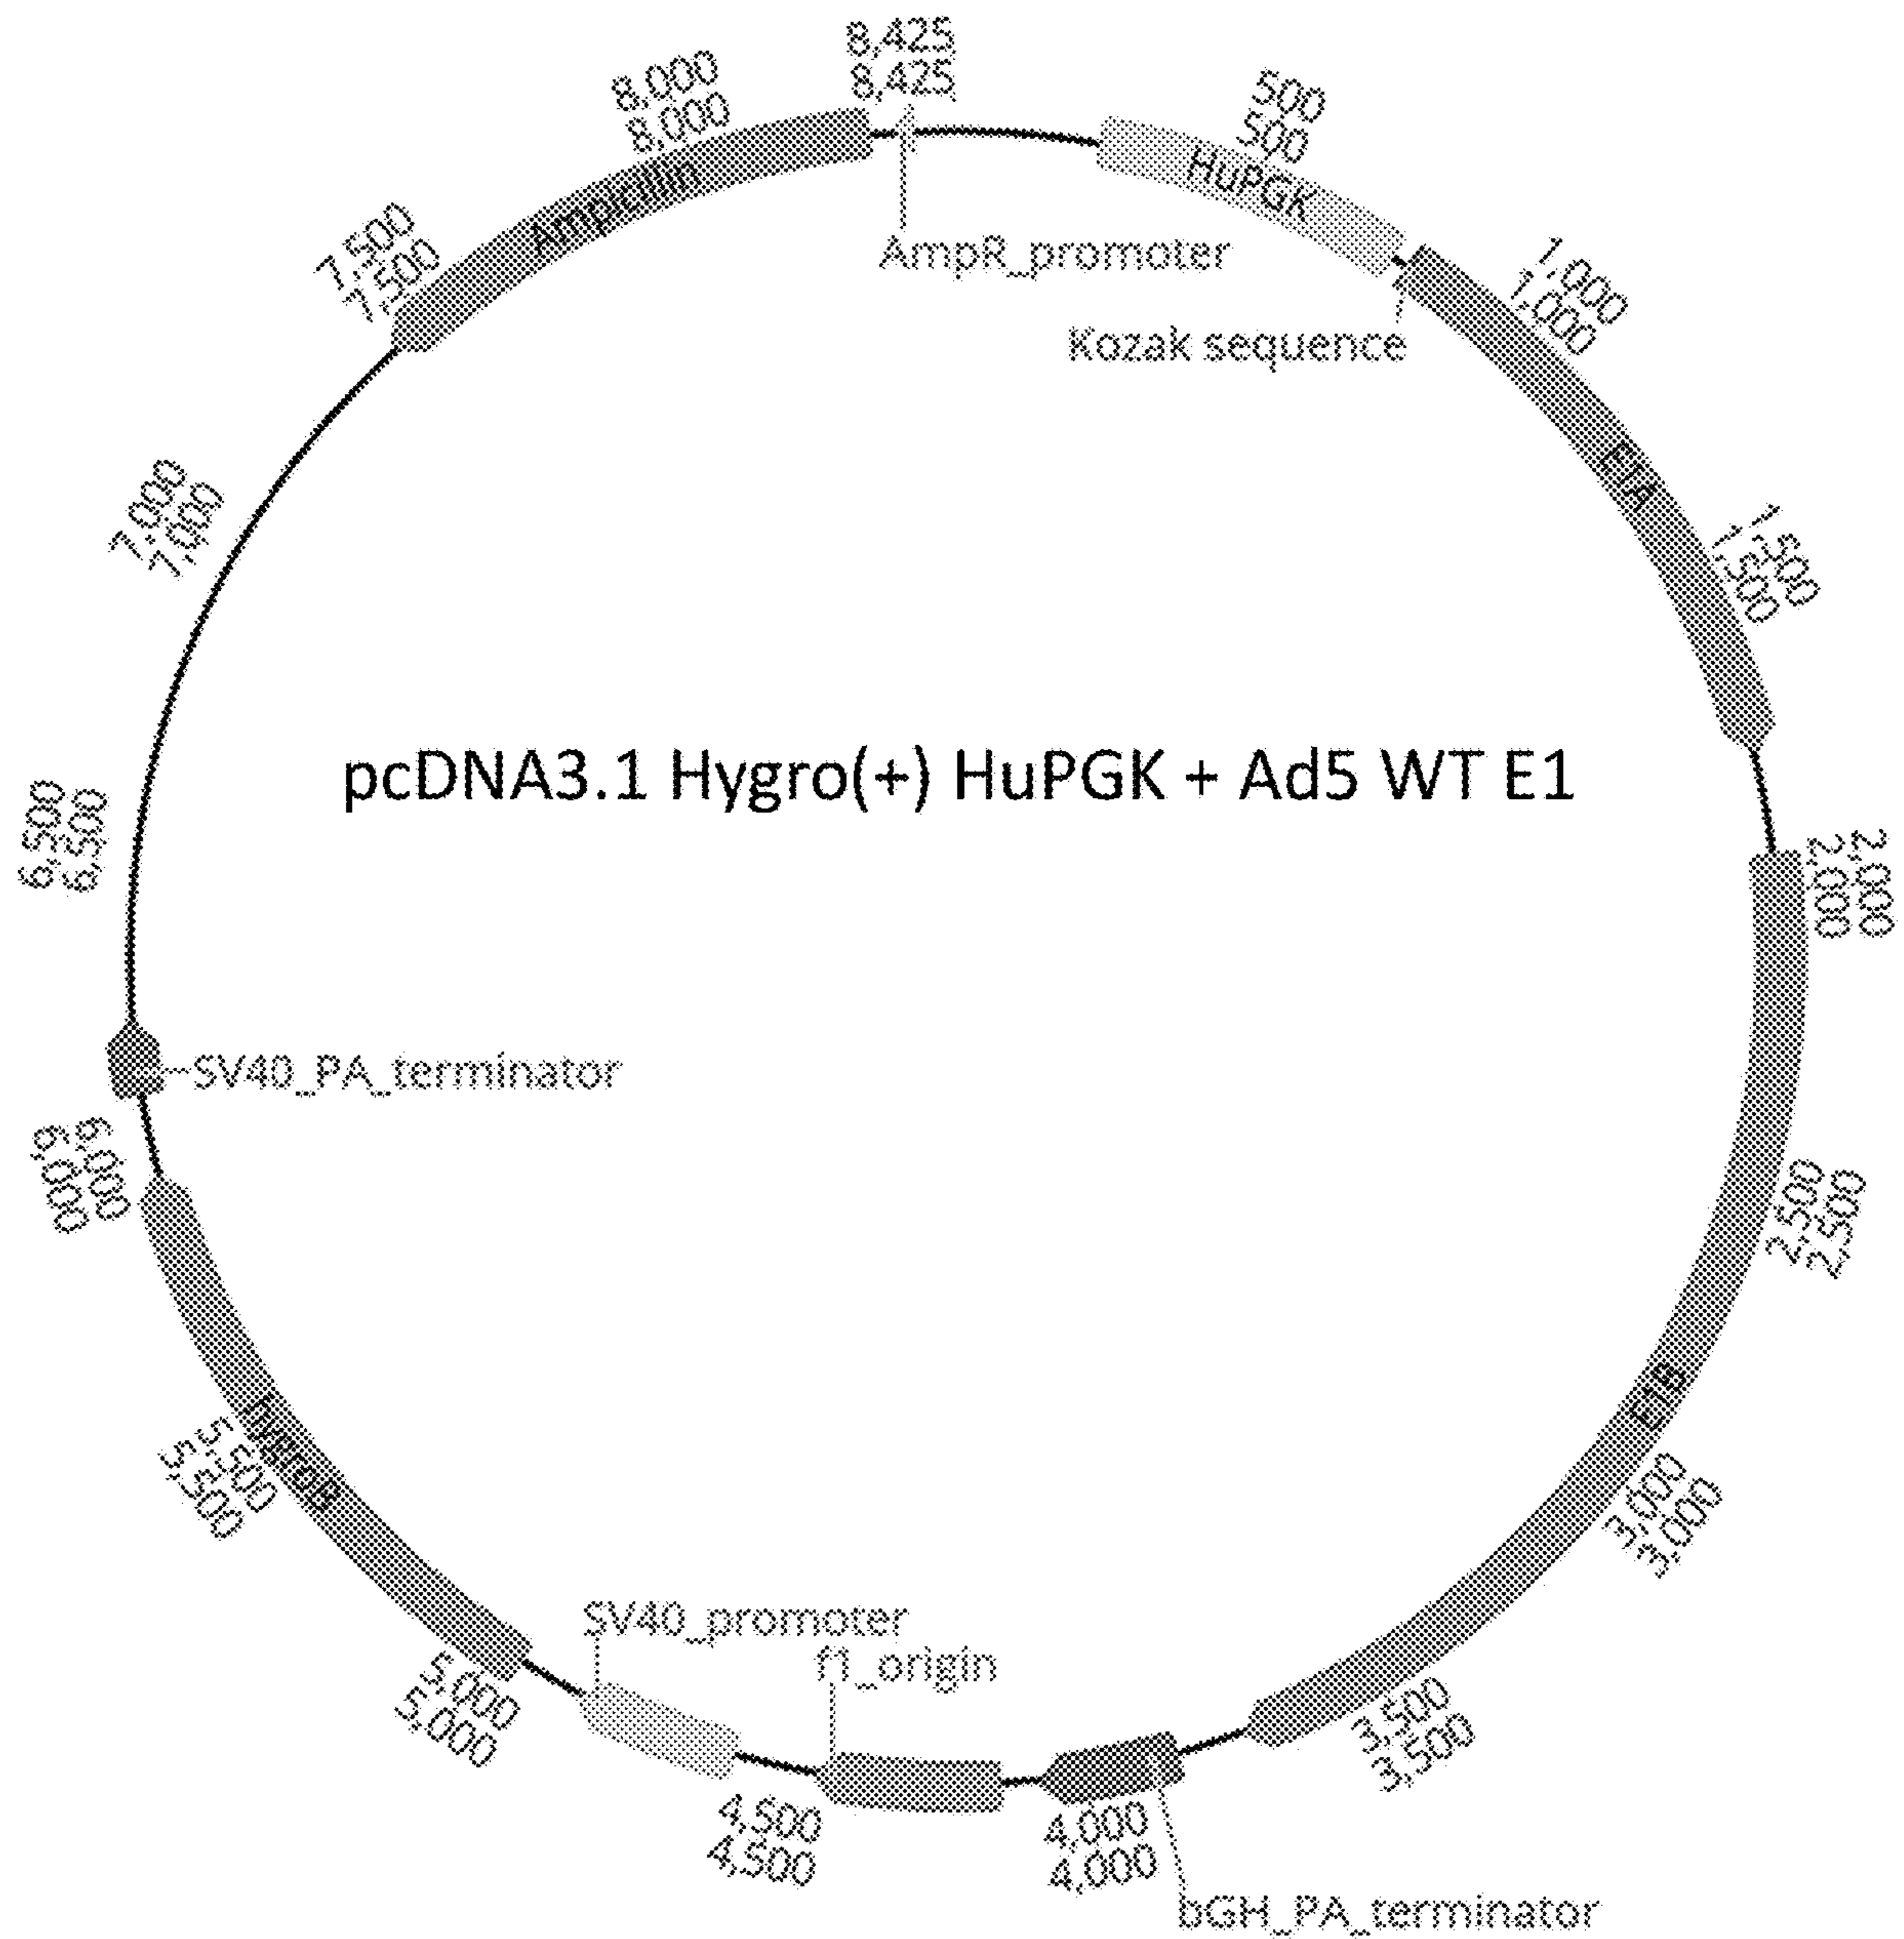 8,425
8,425
500
500
HuPGK
AmpR_promoter
Kozak sequence
1,000
1,000
E1A
1,500
1,500
pcDNA3.1 Hygro(+) HuPGK + Ad5 WT E1
2,000
2,000
2,500
2,500
E1B
3,000
3,000
3,500
3,500
bGH_PA_terminator
4,000
4,000
f1_origin
4,500
4,500
SV40_promoter
5,000
5,000
hygroR
5,500
5,500
6,000
6,000
SV40_PA_terminator
6,500
6,500
7,000
7,000
7,500
7,500
Ampicillin
8,000
8,000